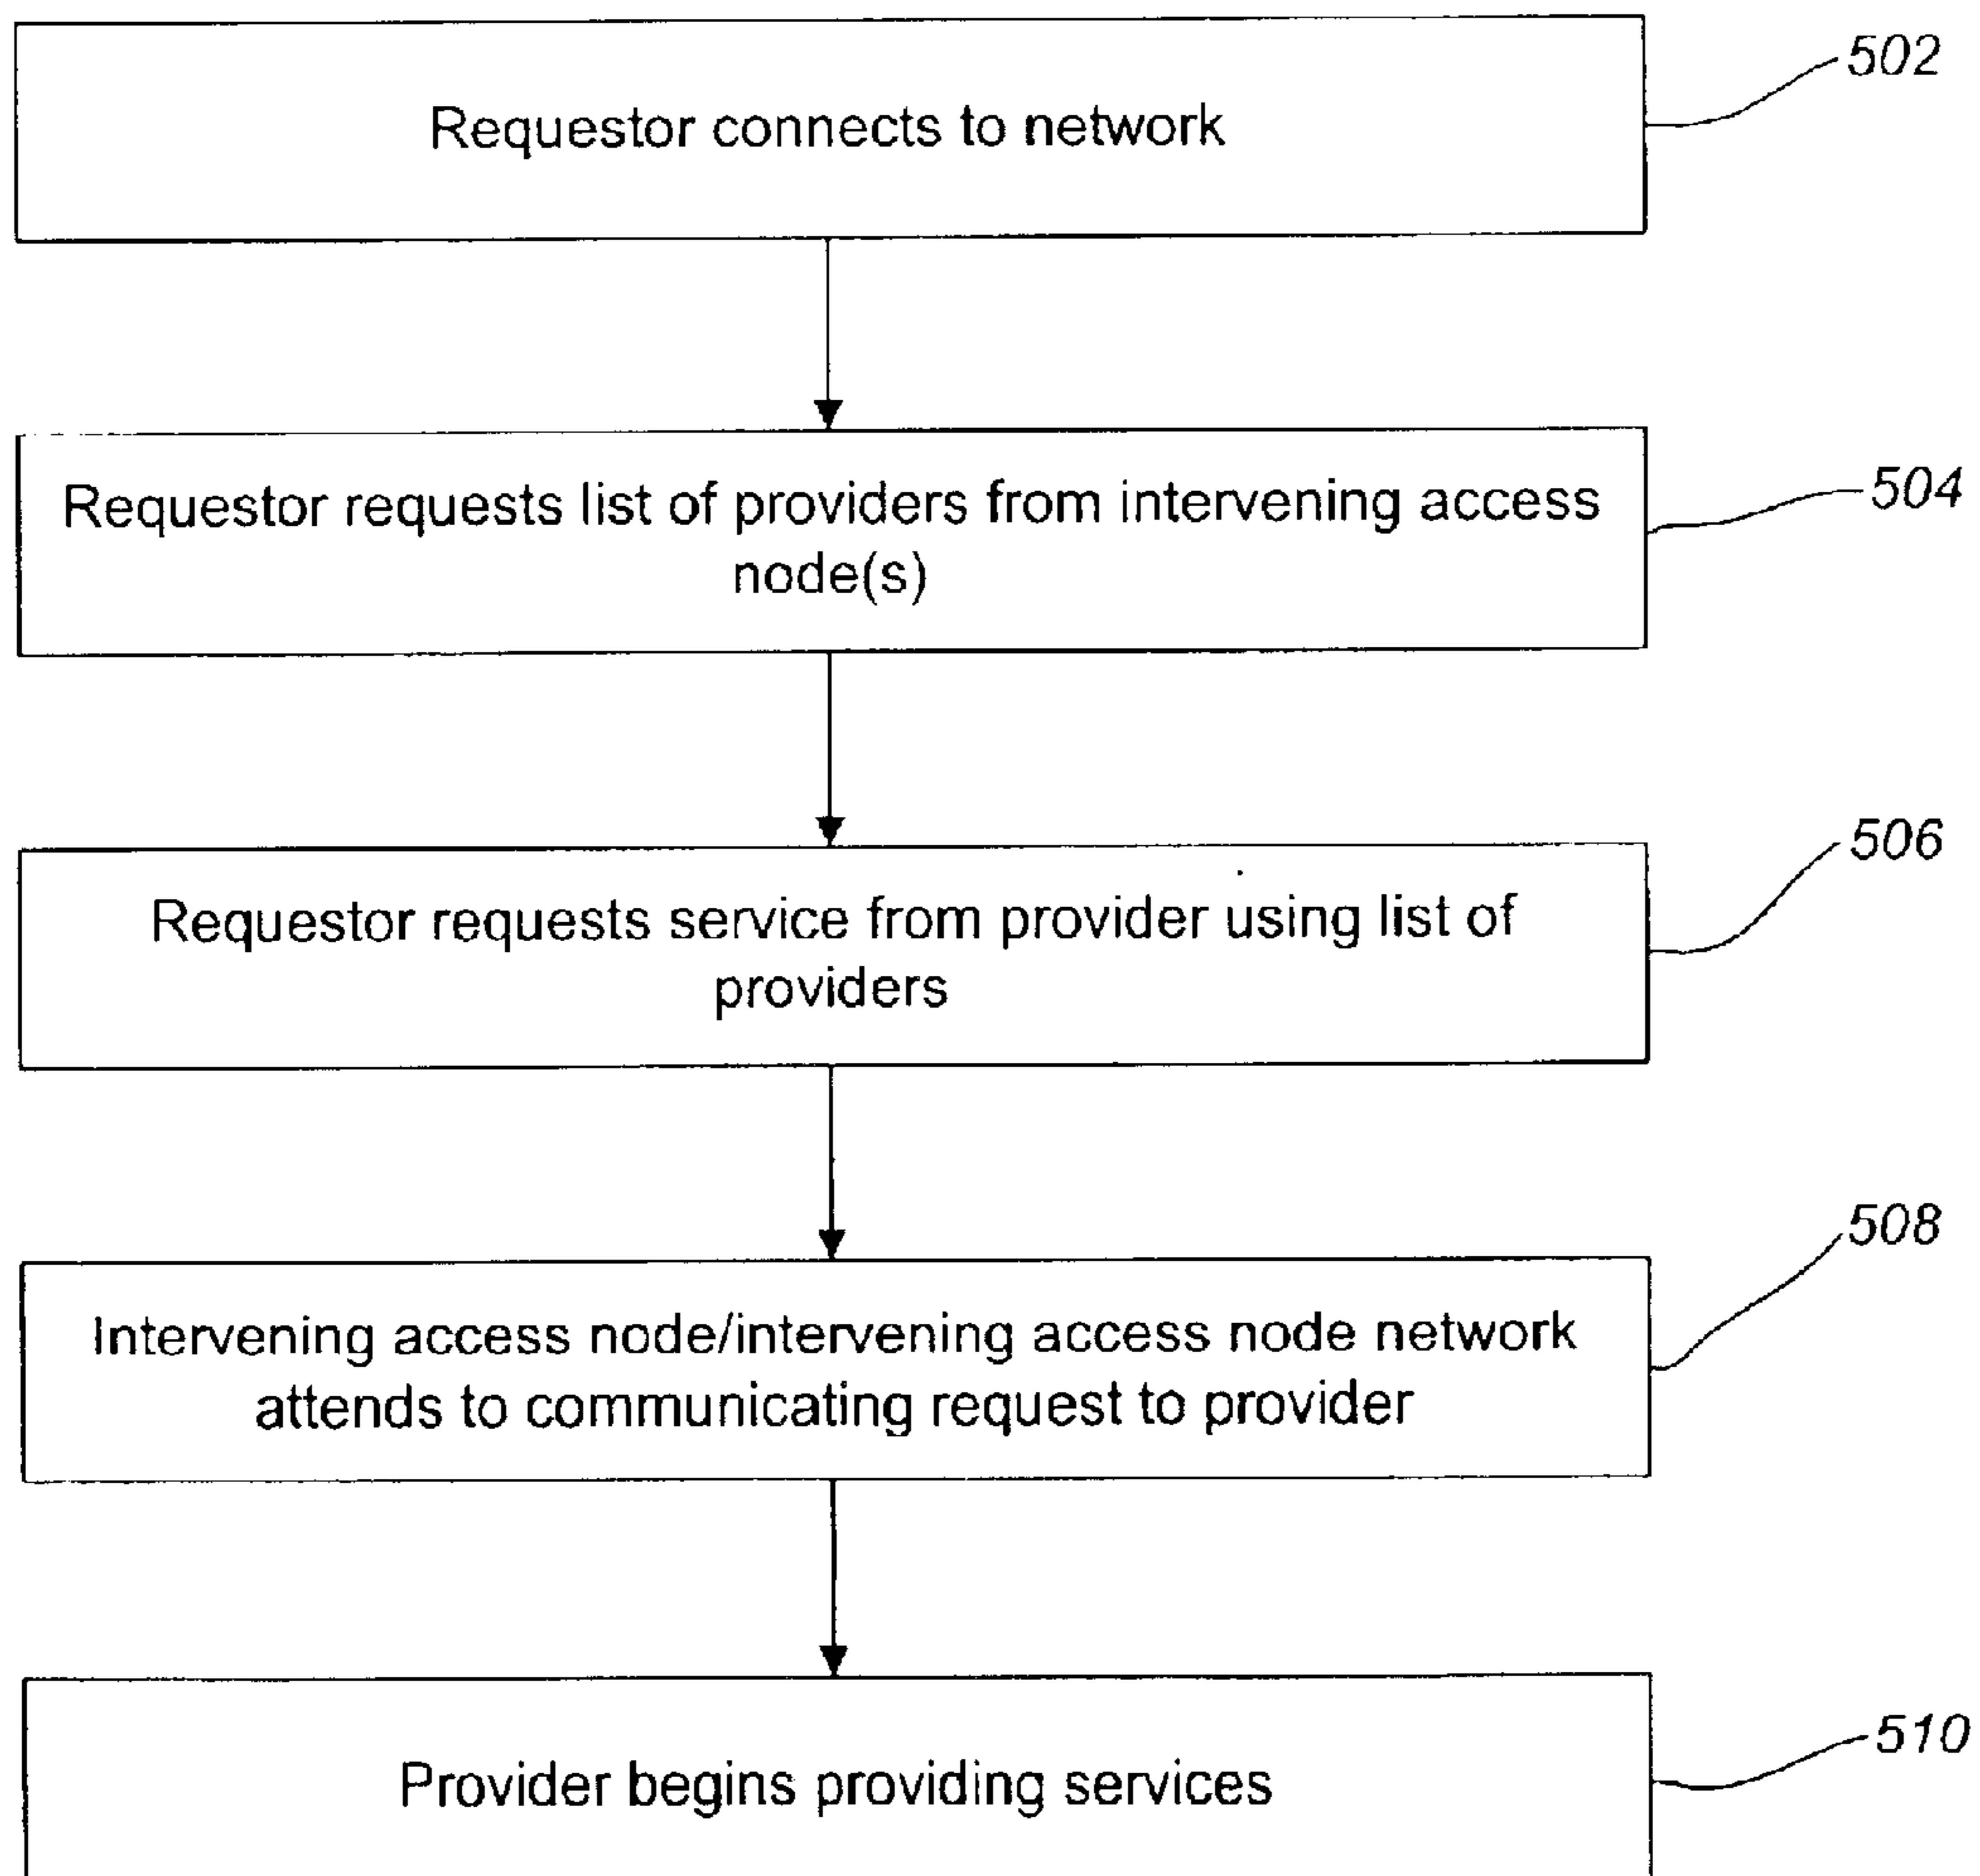 502
Requestor connects to network
504
Requestor requests list of providers from intervening access
node(s)
506
Requestor requests service from provider using list of
providers
508
Intervening access node/intervening access node network
attends to communicating request to provider
510
Provider begins providing services